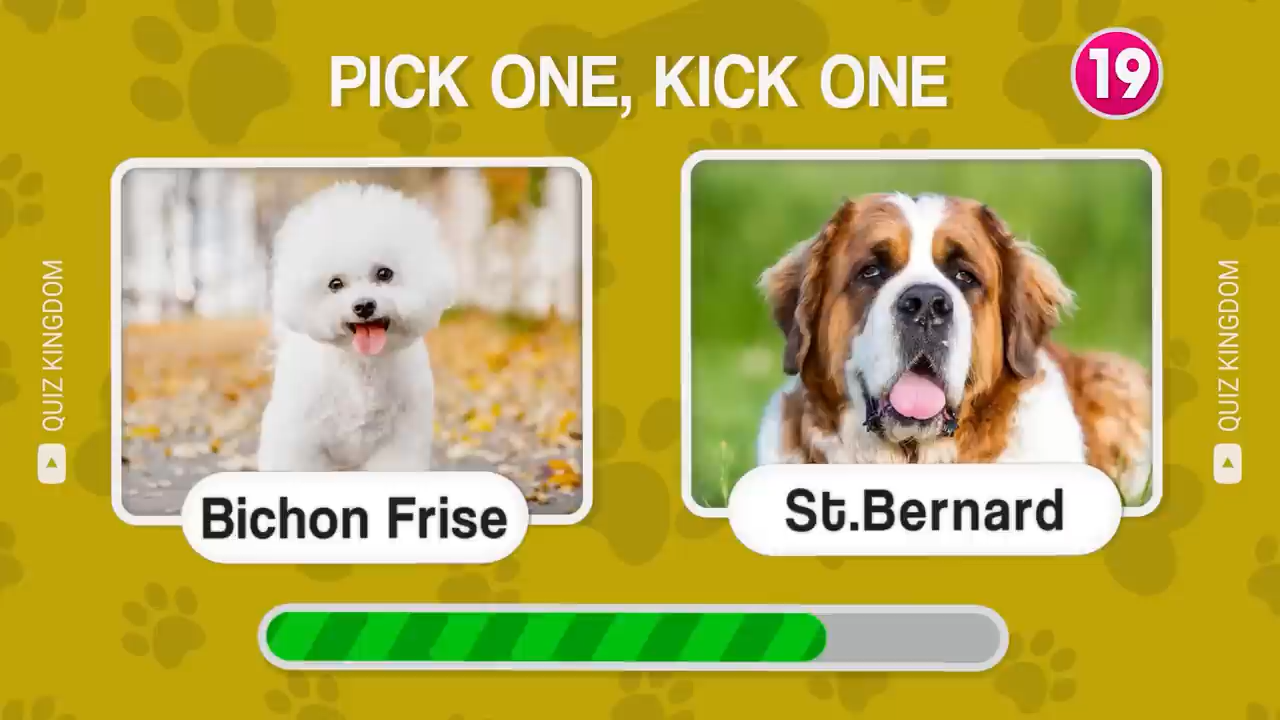 PICK ONE, KICK ONE
19
QUIZ KINGDOM
QUIZ KINGDOM
Bichon Frise
St.Bernard